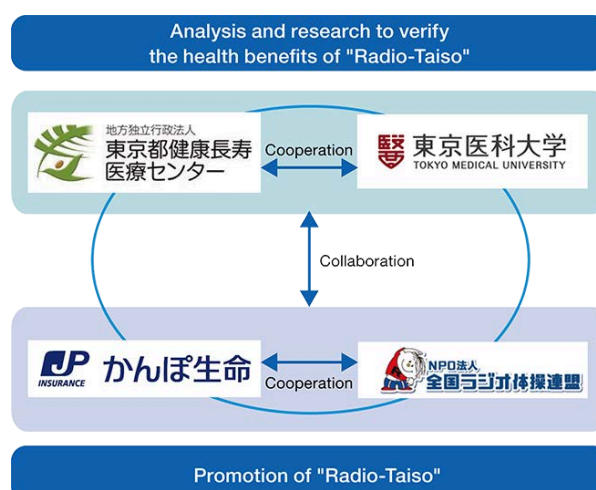 Analysis and research to verify
the health benefits of "Radio-Taiso"
地方独立行政法人
東京都健康長寿
医療センター
Cooperation
東京医科大学
TOKYO MEDICAL UNIVERSITY
Collaboration
JP
INSURANCE
かんぽ生命
Cooperation
NPO法人
全国ラジオ体操連盟
Promotion of "Radio-Taiso"